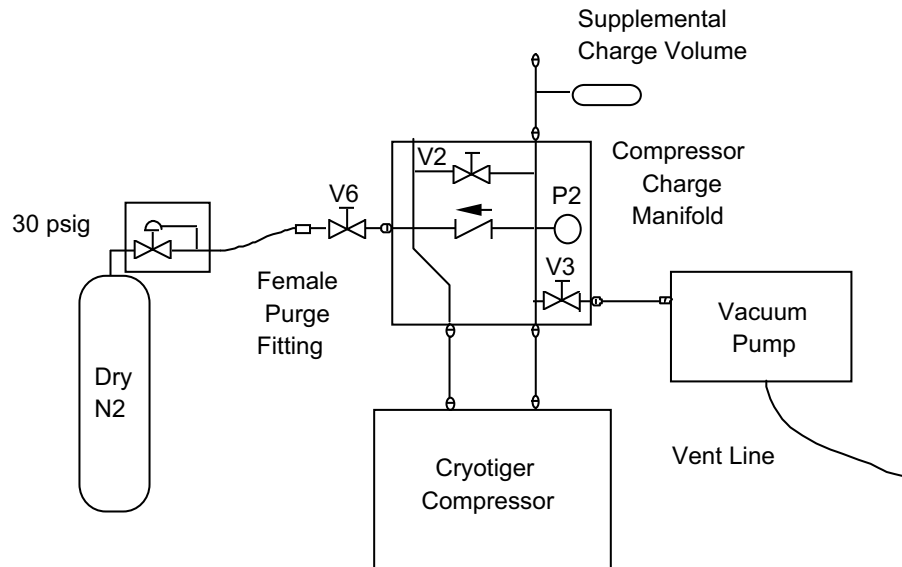 Supplemental
Charge Volume
V2
Compressor
Charge
Manifold
V6
P2
30 psig
V3
Female
Purge
Fitting
Vacuum
Pump
Dry
N2
Vent Line
Cryotiger
Compressor